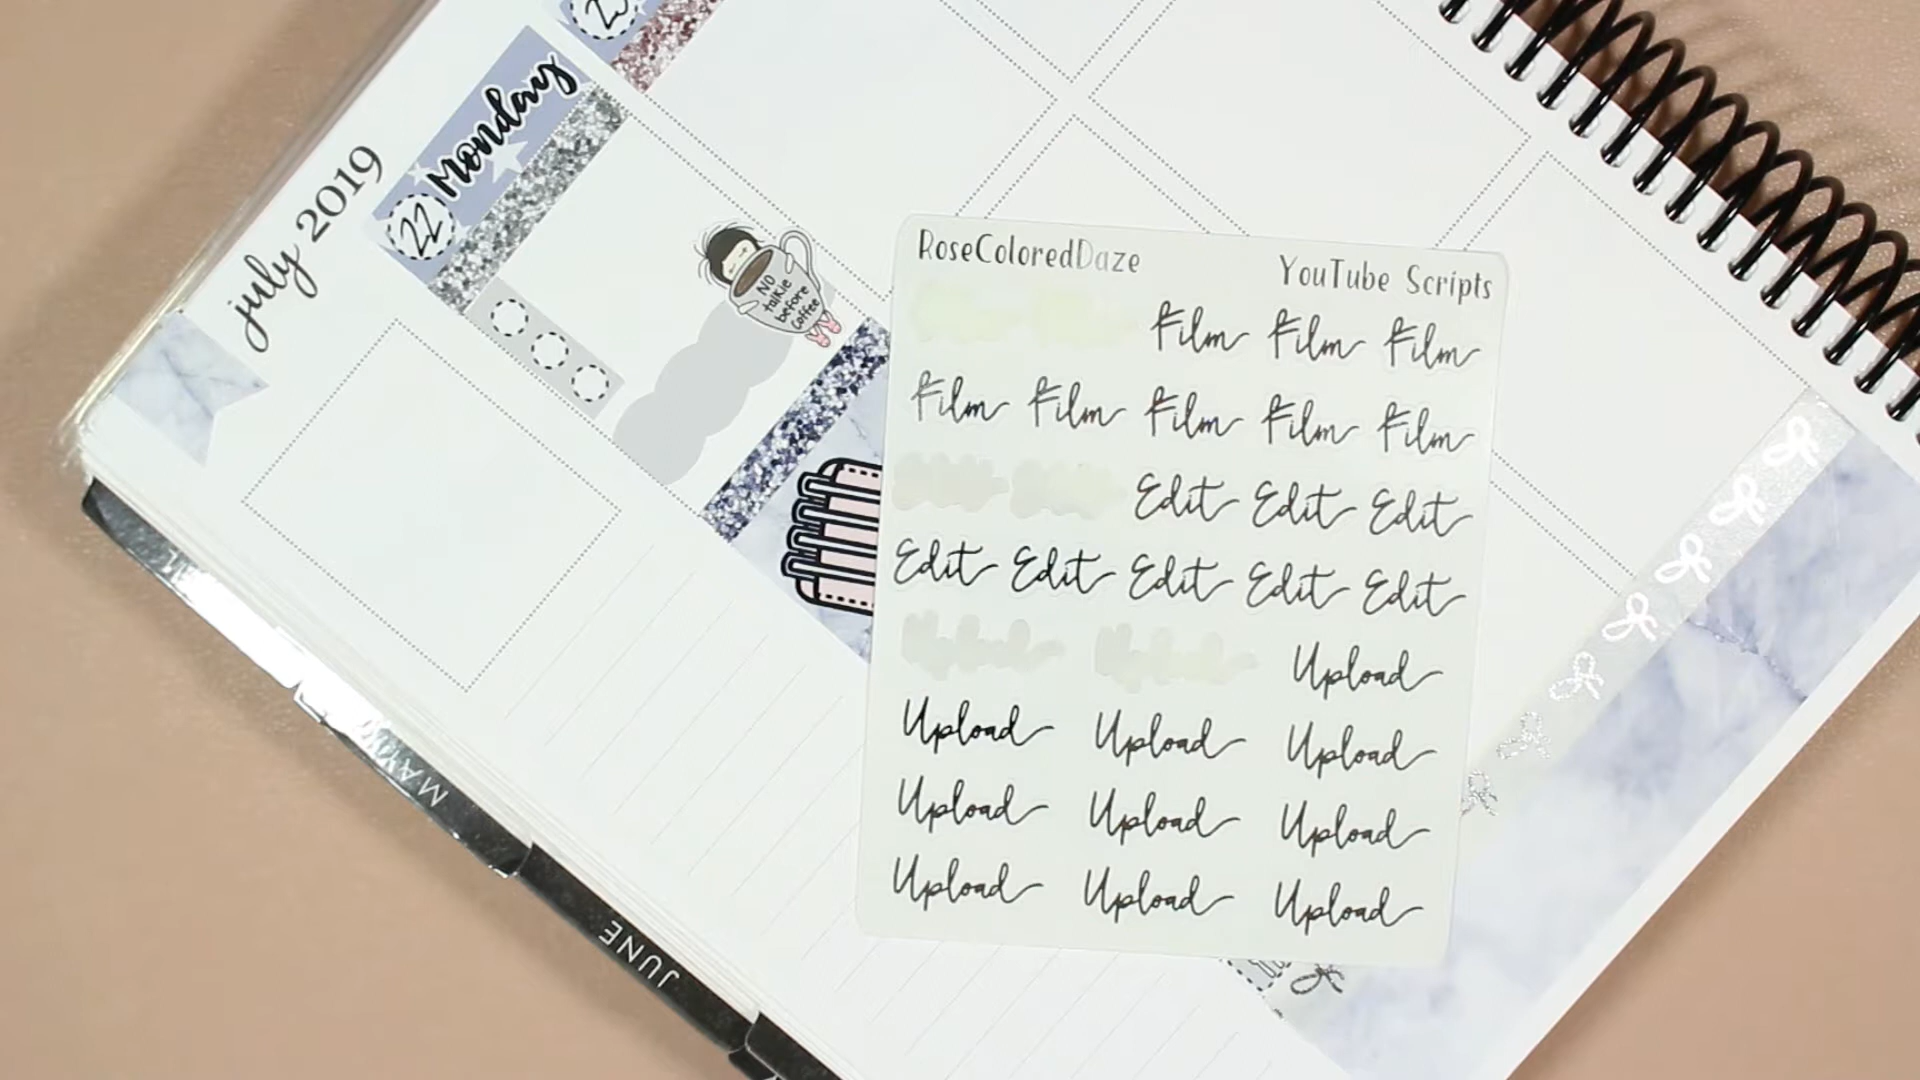 23
Monday
22
july 2019
NO
talkie
before
coffee
RoseColoredDaze YouTube Scripts
Film Film Film
Film Film Film Film Film
Edit Edit Edit
Edit Edit Edit Edit Edit
Upload
Upload Upload Upload
Upload Upload Upload
Upload Upload Upload
MAY
JUNE